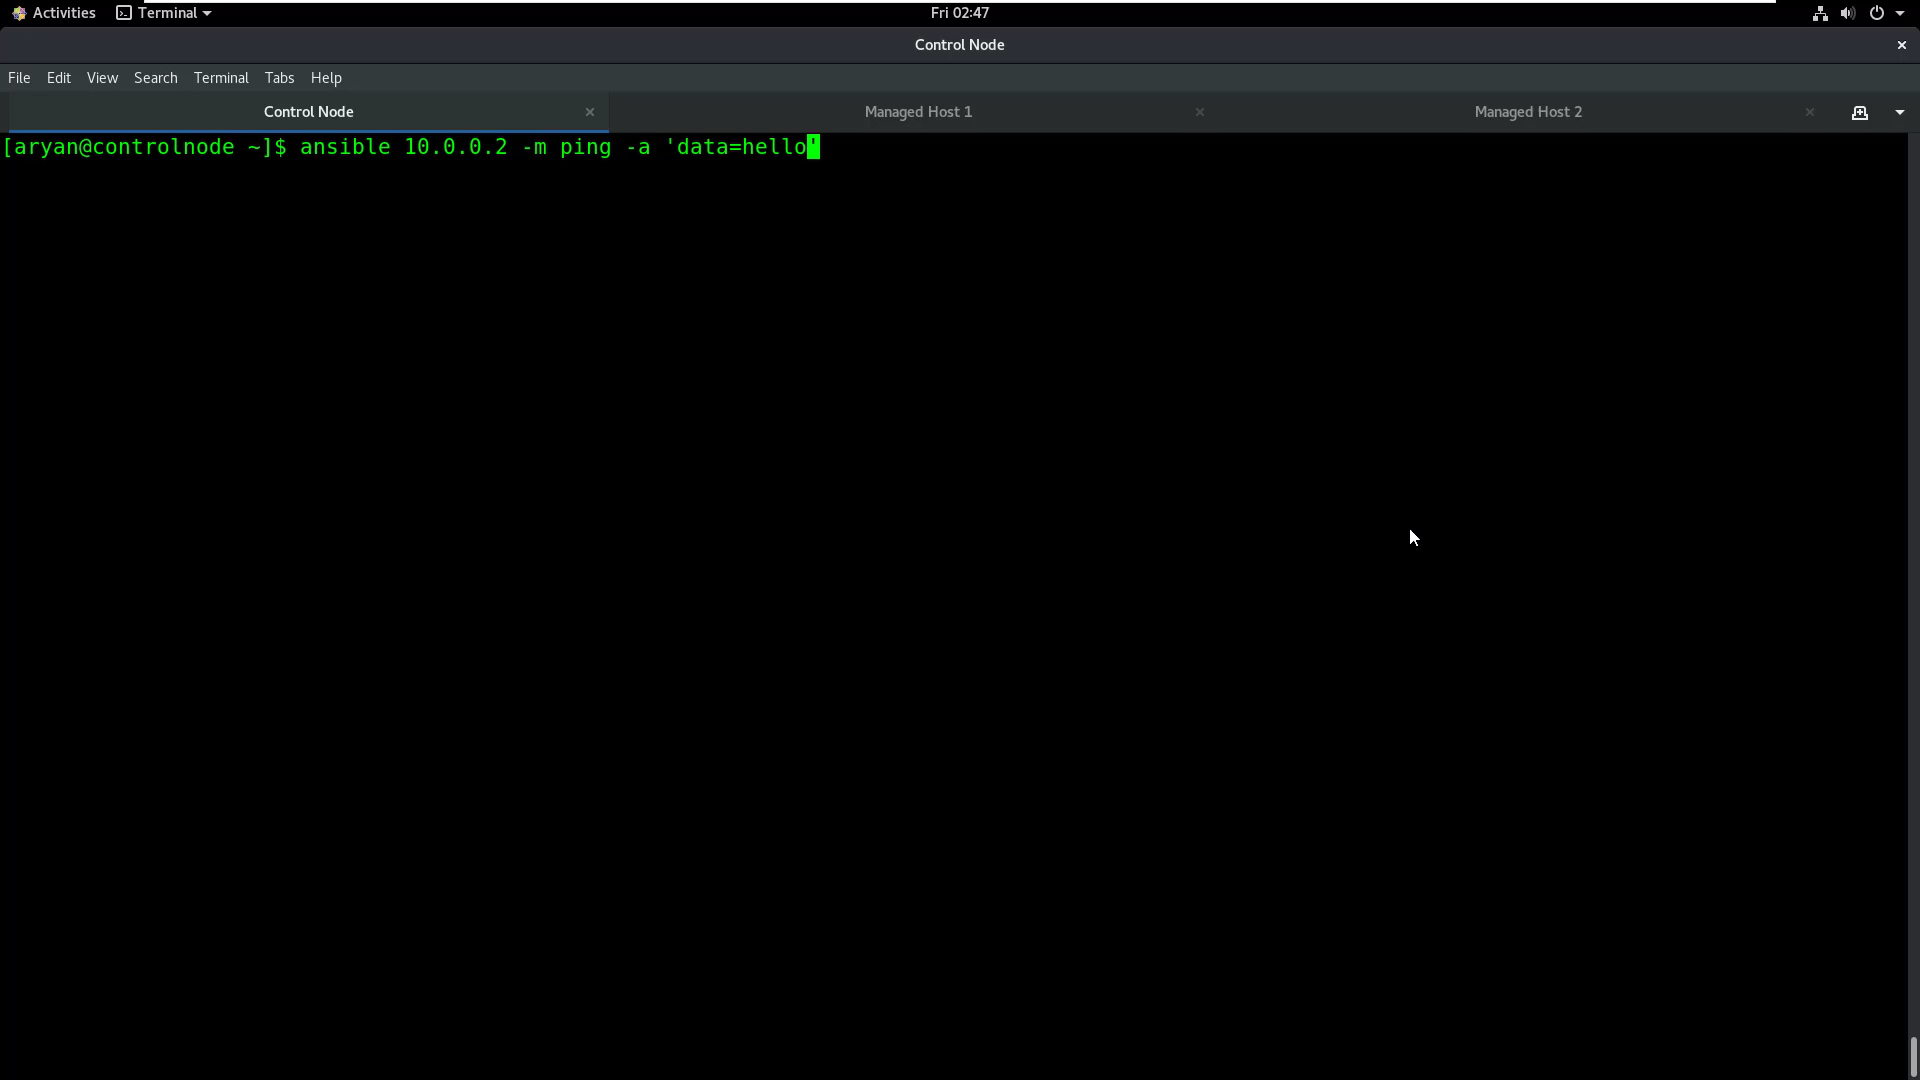 Activities Terminal Fri 02:47
Control Node
File Edit View Search Terminal Tabs Help
Control Node Managed Host 1 Managed Host 2
[aryan@controlnode ~]$ ansible 10.0.0.2 -m ping -a 'data=hello'